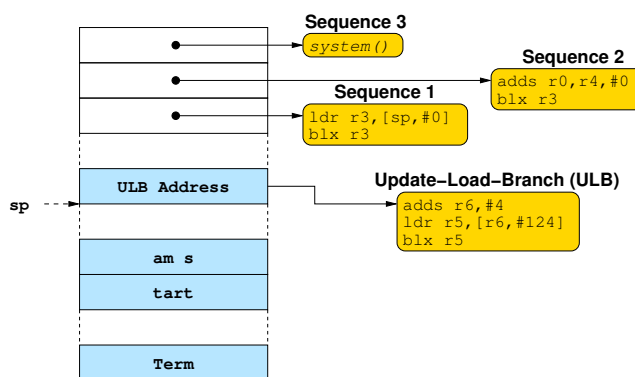 Sequence 3
system()
Sequence 2
adds r0,r4,#0
blx r3
Sequence 1
ldr r3,[sp,#0]
blx r3
ULB Address
Update−Load−Branch (ULB)
sp
adds r6,#4
ldr r5,[r6,#124]
blx r5
am s
tart
Term